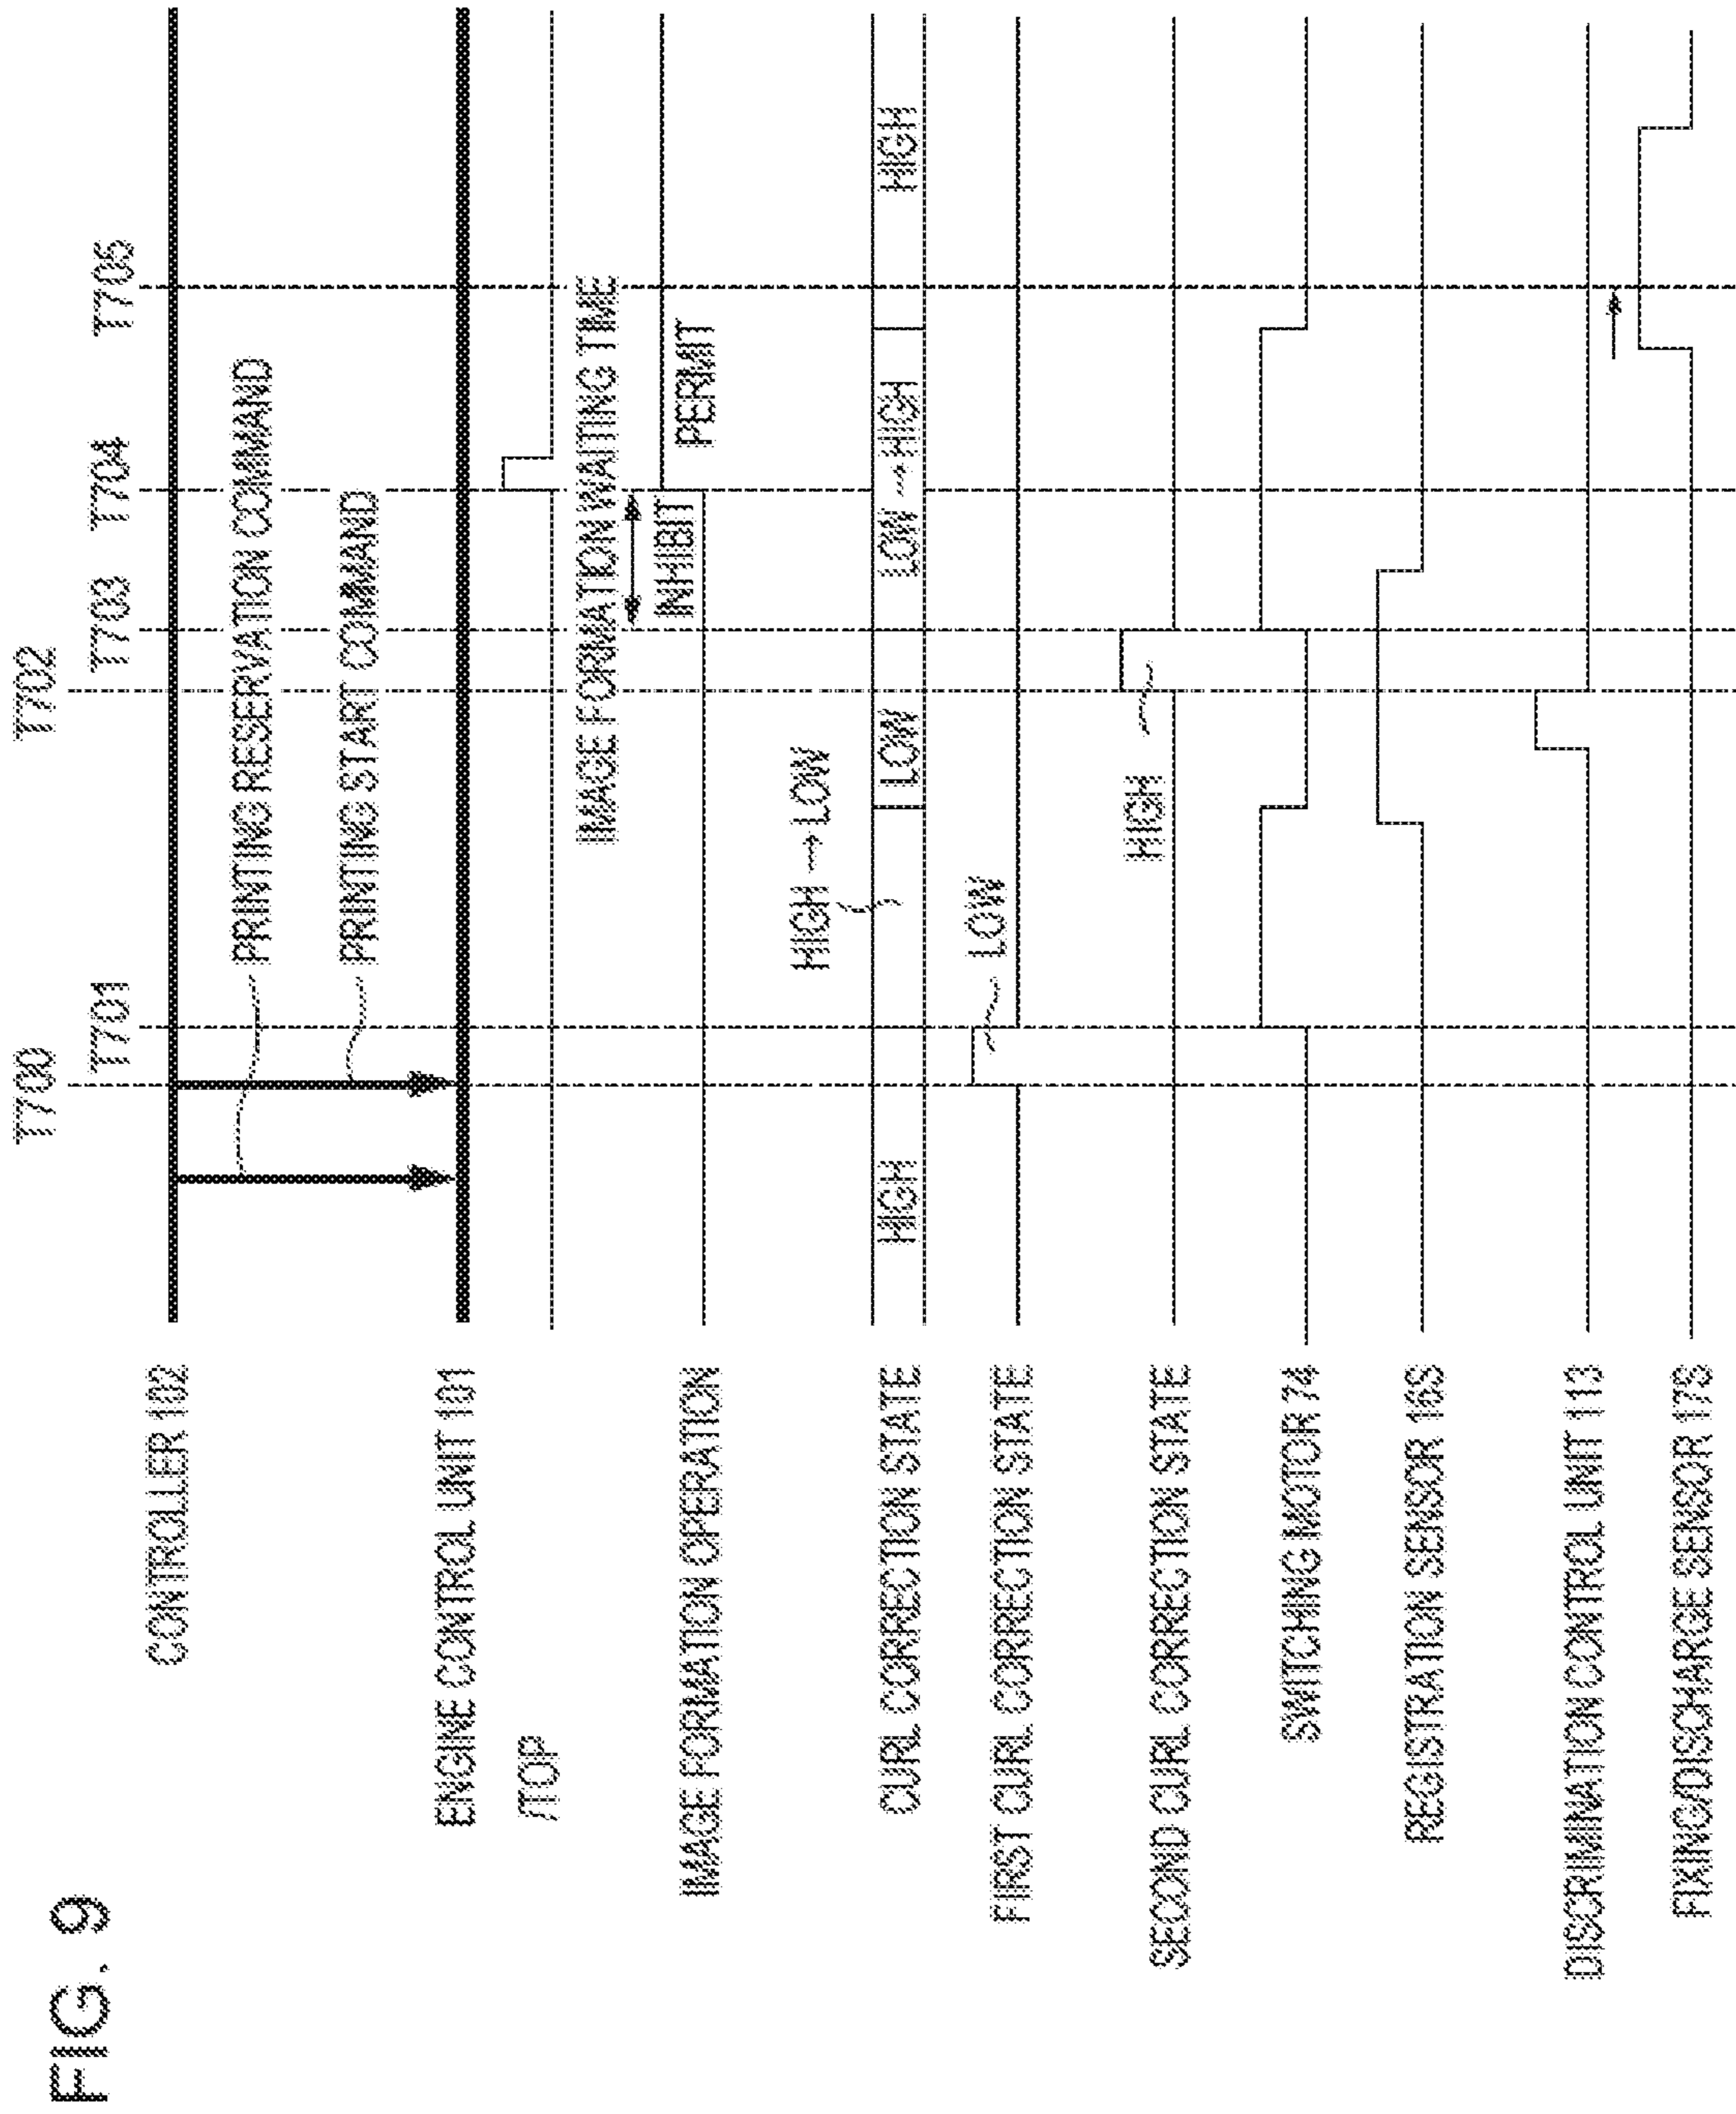 FIG. 9
T700
T702
T701
T703
T704
T705
CONTROLLER 102
PRINTING RESERVATION COMMAND
PRINTING START COMMAND
ENGINE CONTROL UNIT 101
/TOP
IMAGE FORMATION WAITING TIME
IMAGE FORMATION OPERATION
INHIBIT
PERMIT
HIGH→LOW
CURL CORRECTION STATE
HIGH
LOW
LOW→HIGH
HIGH
FIRST CURL CORRECTION STATE
LOW
SECOND CURL CORRECTION STATE
HIGH
SWITCHING MOTOR 74
REGISTRATION SENSOR 16S
DISCRIMINATION CONTROL UNIT 113
FIXING/DISCHARGE SENSOR 17S